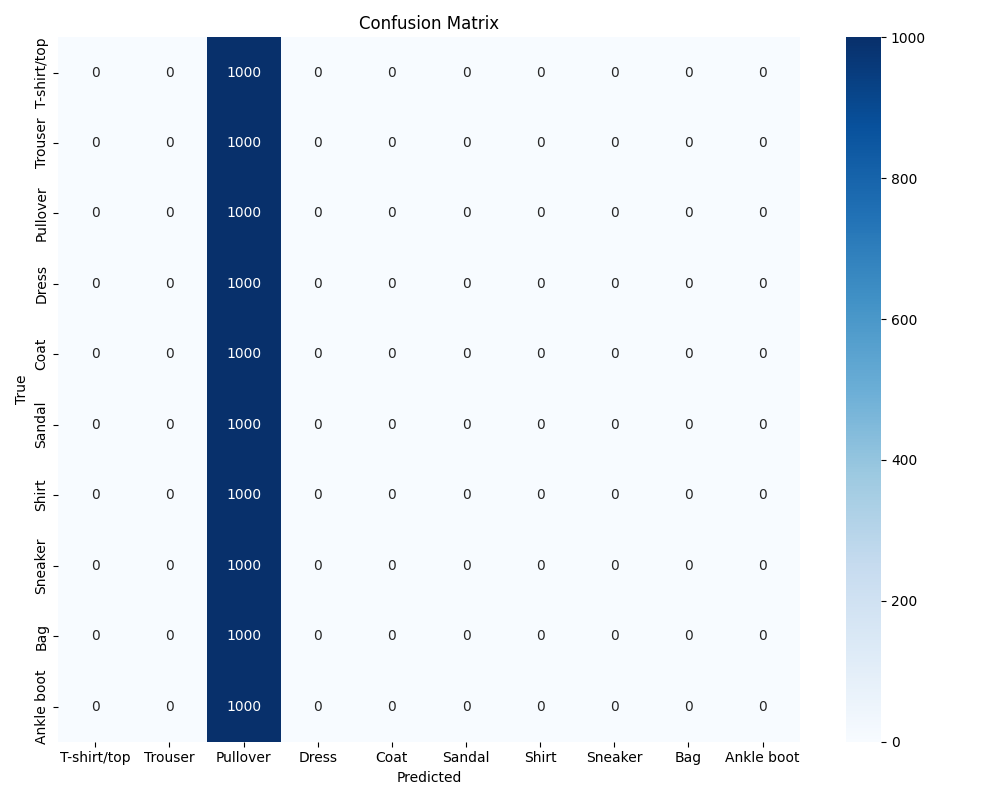 Confusion Matrix
True
T-shirt/top 0 0 1000 0 0 0 0 0 0 0
Trouser 0 0 1000 0 0 0 0 0 0 0
Pullover 0 0 1000 0 0 0 0 0 0 0
Dress 0 0 1000 0 0 0 0 0 0 0
Coat 0 0 1000 0 0 0 0 0 0 0
Sandal 0 0 1000 0 0 0 0 0 0 0
Shirt 0 0 1000 0 0 0 0 0 0 0
Sneaker 0 0 1000 0 0 0 0 0 0 0
Bag 0 0 1000 0 0 0 0 0 0 0
Ankle boot 0 0 1000 0 0 0 0 0 0 0
T-shirt/top Trouser Pullover Dress Coat Sandal Shirt Sneaker Bag Ankle boot
Predicted
1000
800
600
400
200
0